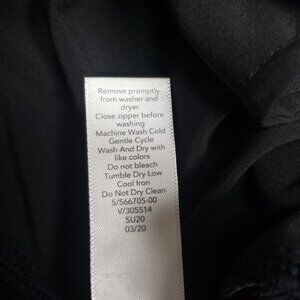 Remove promptly
from washer and
dryer
Close zipper before
washing
Machine Wash Cold
Gentle Cycle
Wash And Dry with
like colors
Do not bleach
Tumble Dry Low
Cool Iron
Do Not Dry Clean
S/566705-00
V/305514
SU20
03/20